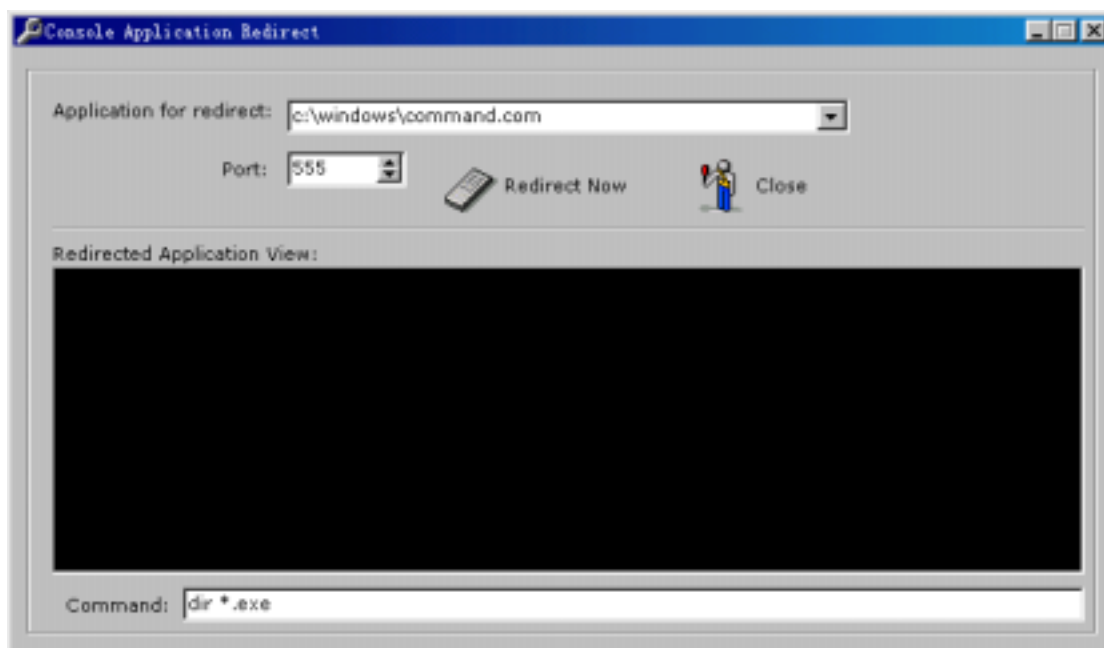 Console Application Redirect
Application for redirect: c:\windows\command.com
Port: 555 Redirect Now Close
Redirected Application View:
Command: dir *.exe